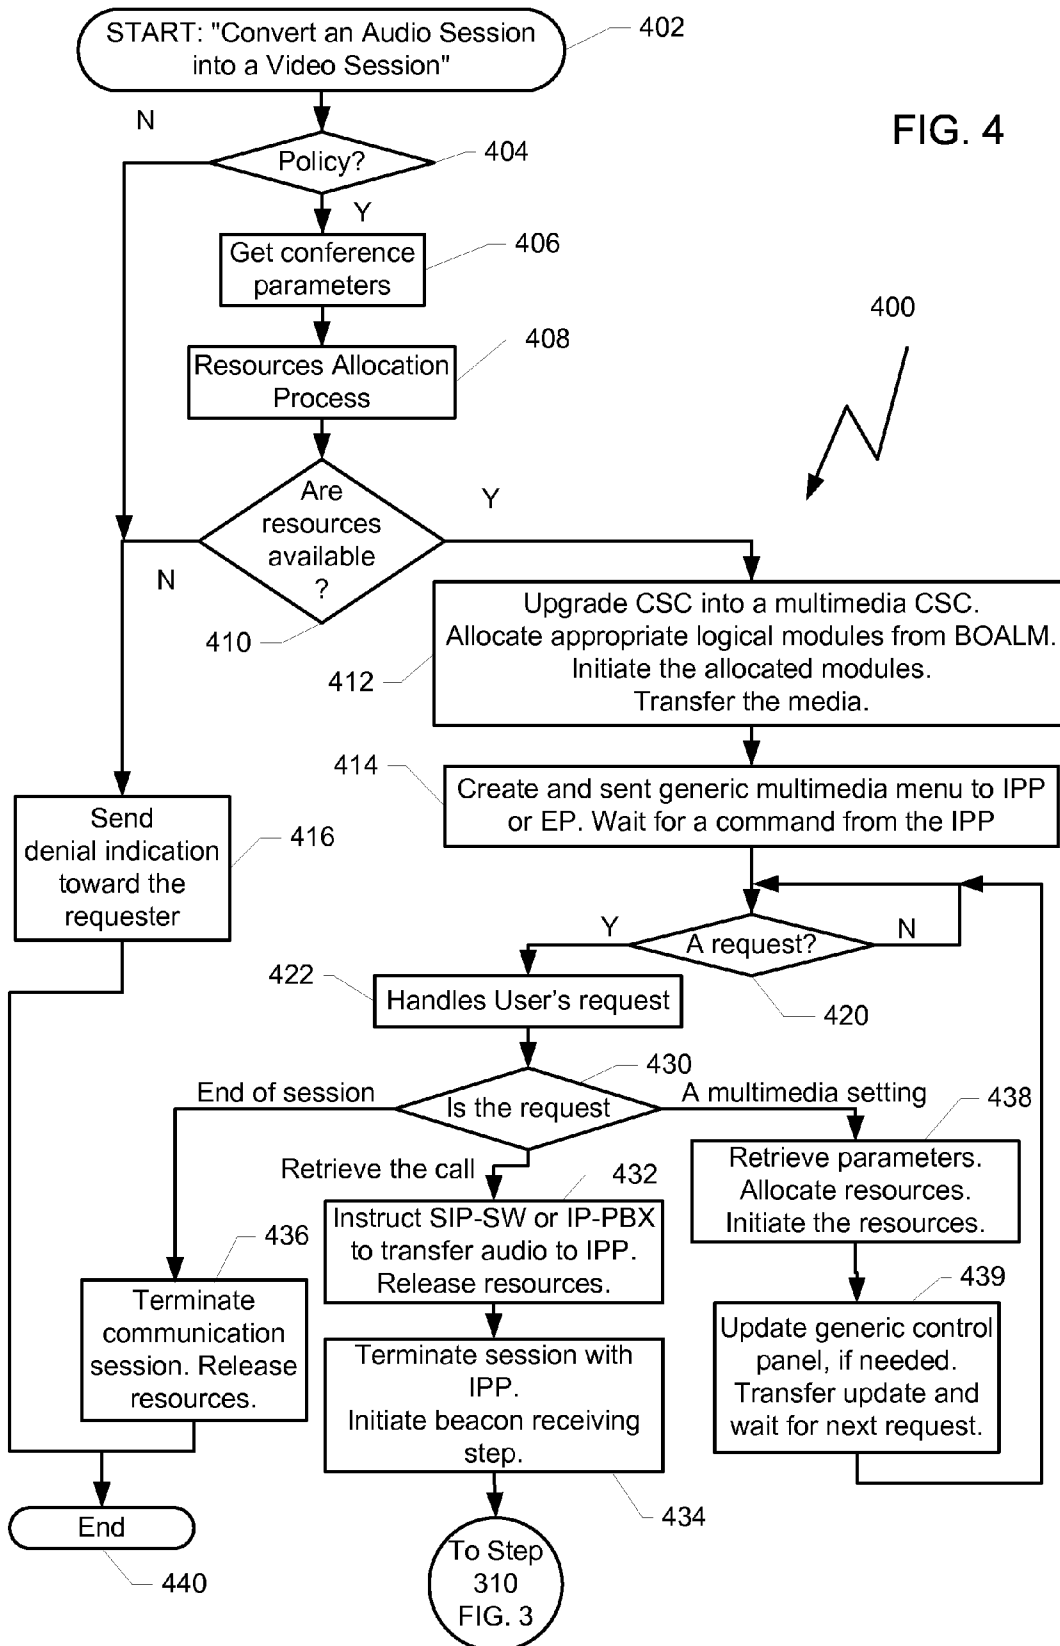 START: "Convert an Audio Session
into a Video Session"
402
FIG. 4
N
Policy?
404
Y
Get conference
parameters
406
400
Resources Allocation
Process
408
Are
resources
available
?
Y
N
410
Upgrade CSC into a multimedia CSC.
Allocate appropriate logical modules from BOALM.
Initiate the allocated modules.
Transfer the media.
412
414
Create and sent generic multimedia menu to IPP
or EP. Wait for a command from the IPP
Send
denial indication
toward the
requester
416
Y
A request?
N
420
422
Handles User's request
430
End of session
Is the request
A multimedia setting
438
Retrieve the call
432
Retrieve parameters.
Allocate resources.
Initiate the resources.
Instruct SIP-SW or IP-PBX
to transfer audio to IPP.
Release resources.
436
439
Terminate
communication
session. Release
resources.
Terminate session with
IPP.
Initiate beacon receiving
step.
Update generic control
panel, if needed.
Transfer update and
wait for next request.
434
End
440
To Step
310
FIG. 3